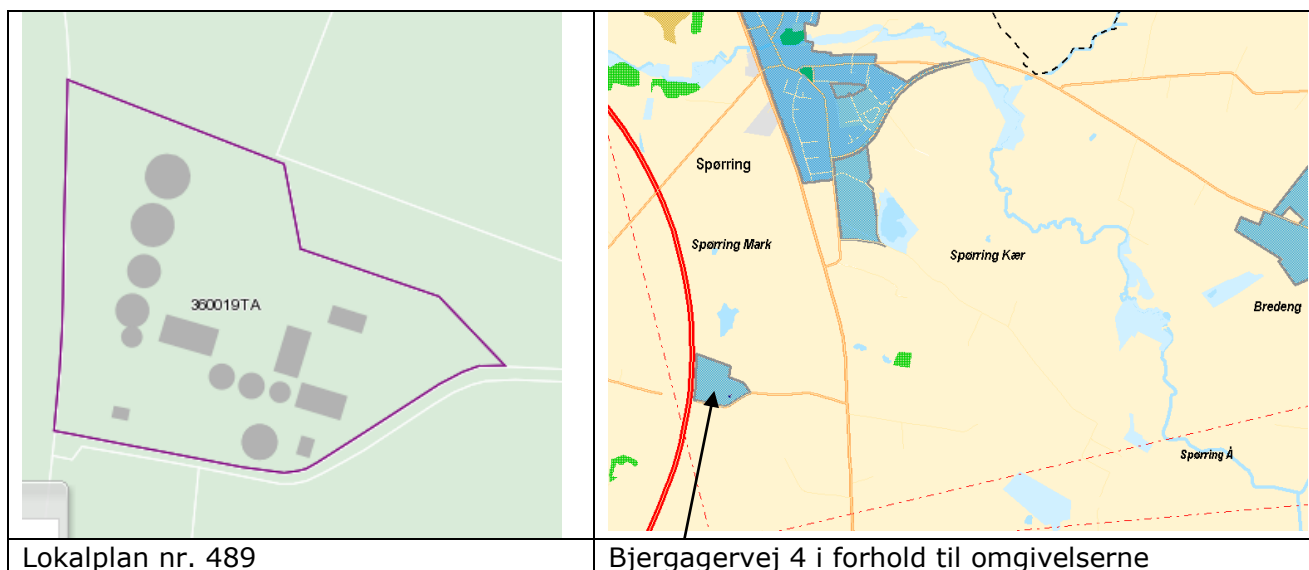 360019TA
Lokalplan nr. 489
Spørring
Spørring Mark
Spørring Kær
Bredeng
Spørring Å
Bjergagervej 4 i forhold til omgivelserne